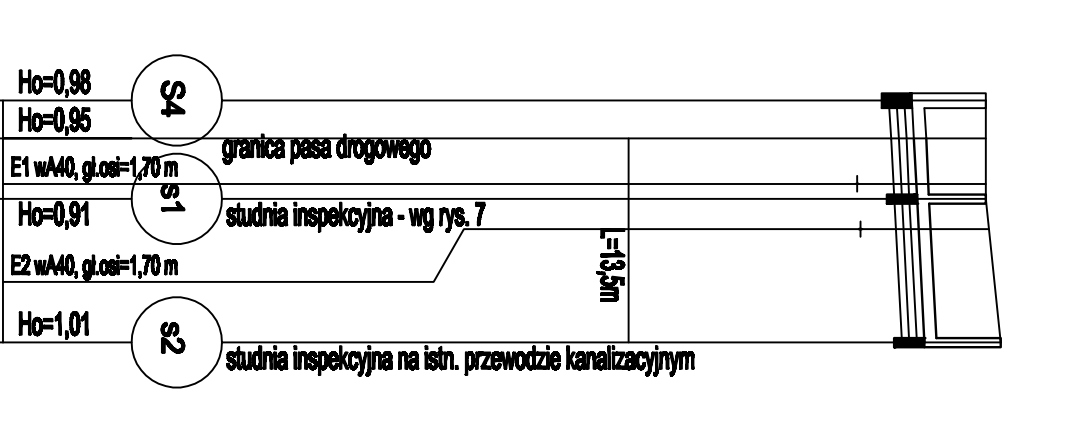 Ho=0,98
S4
Ho=0,95
granica pasa drogowego
E1 wA40, gł.osi=1,70 m
s1
Ho=0,91
studnia inspekcyjna - wg rys. 7
E2 wA40, gł.osi=1,70 m
L=13,5m
Ho=1,01
s2
studnia inspekcyjna na istn. przewodzie kanalizacyjnym